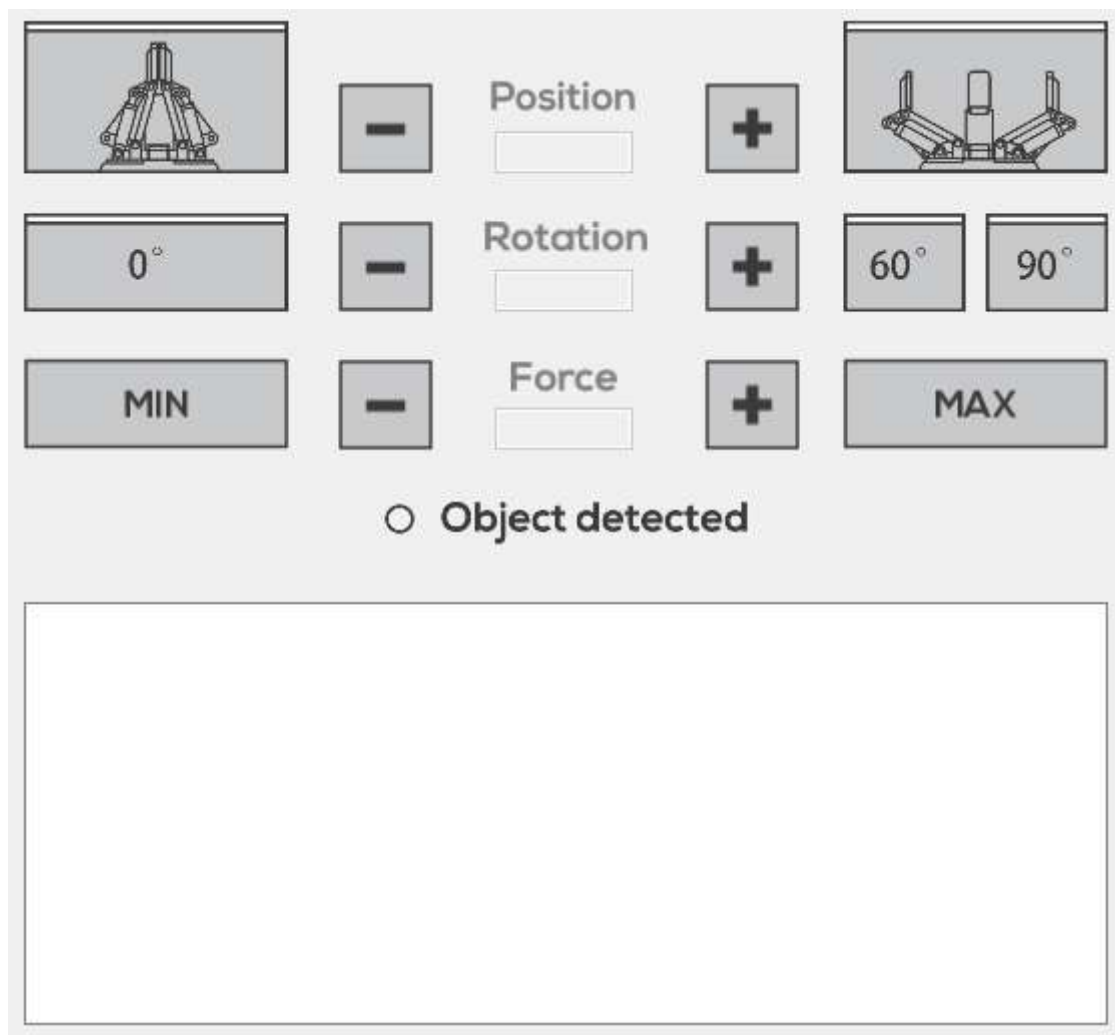 Position
- +
Rotation
0° - + 60° 90°
Force
MIN - + MAX
Object detected